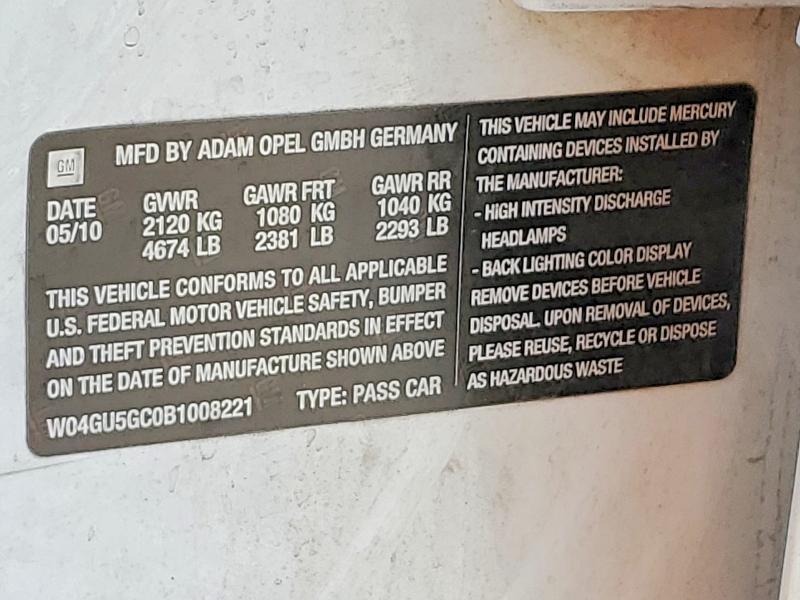 GM
MFD BY ADAM OPEL GMBH GERMANY
DATE GVWR GAWR FRT GAWR RR
05/10 2120 KG 1080 KG 1040 KG
4674 LB 2381 LB 2293 LB
THIS VEHICLE CONFORMS TO ALL APPLICABLE
U.S. FEDERAL MOTOR VEHICLE SAFETY, BUMPER
AND THEFT PREVENTION STANDARDS IN EFFECT
ON THE DATE OF MANUFACTURE SHOWN ABOVE
W04GU5GC0B1008221 TYPE: PASS CAR
THIS VEHICLE MAY INCLUDE MERCURY
CONTAINING DEVICES INSTALLED BY
THE MANUFACTURER:
- HIGH INTENSITY DISCHARGE
HEADLAMPS
- BACK LIGHTING COLOR DISPLAY
REMOVE DEVICES BEFORE VEHICLE
DISPOSAL. UPON REMOVAL OF DEVICES,
PLEASE REUSE, RECYCLE OR DISPOSE
AS HAZARDOUS WASTE